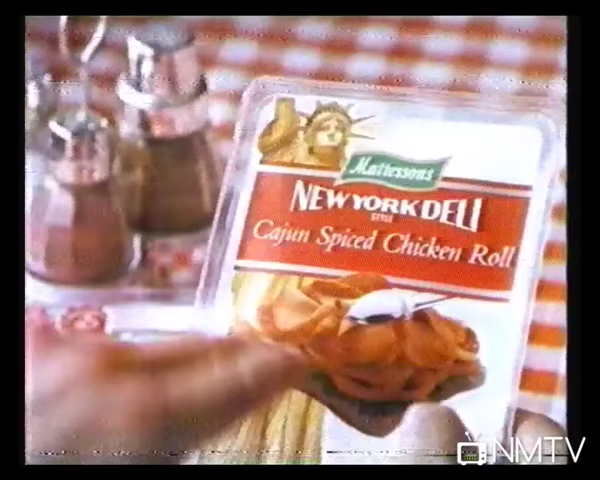 Mattessons
NEW YORK DELI
STYLE
Cajun Spiced Chicken Roll
NMTV